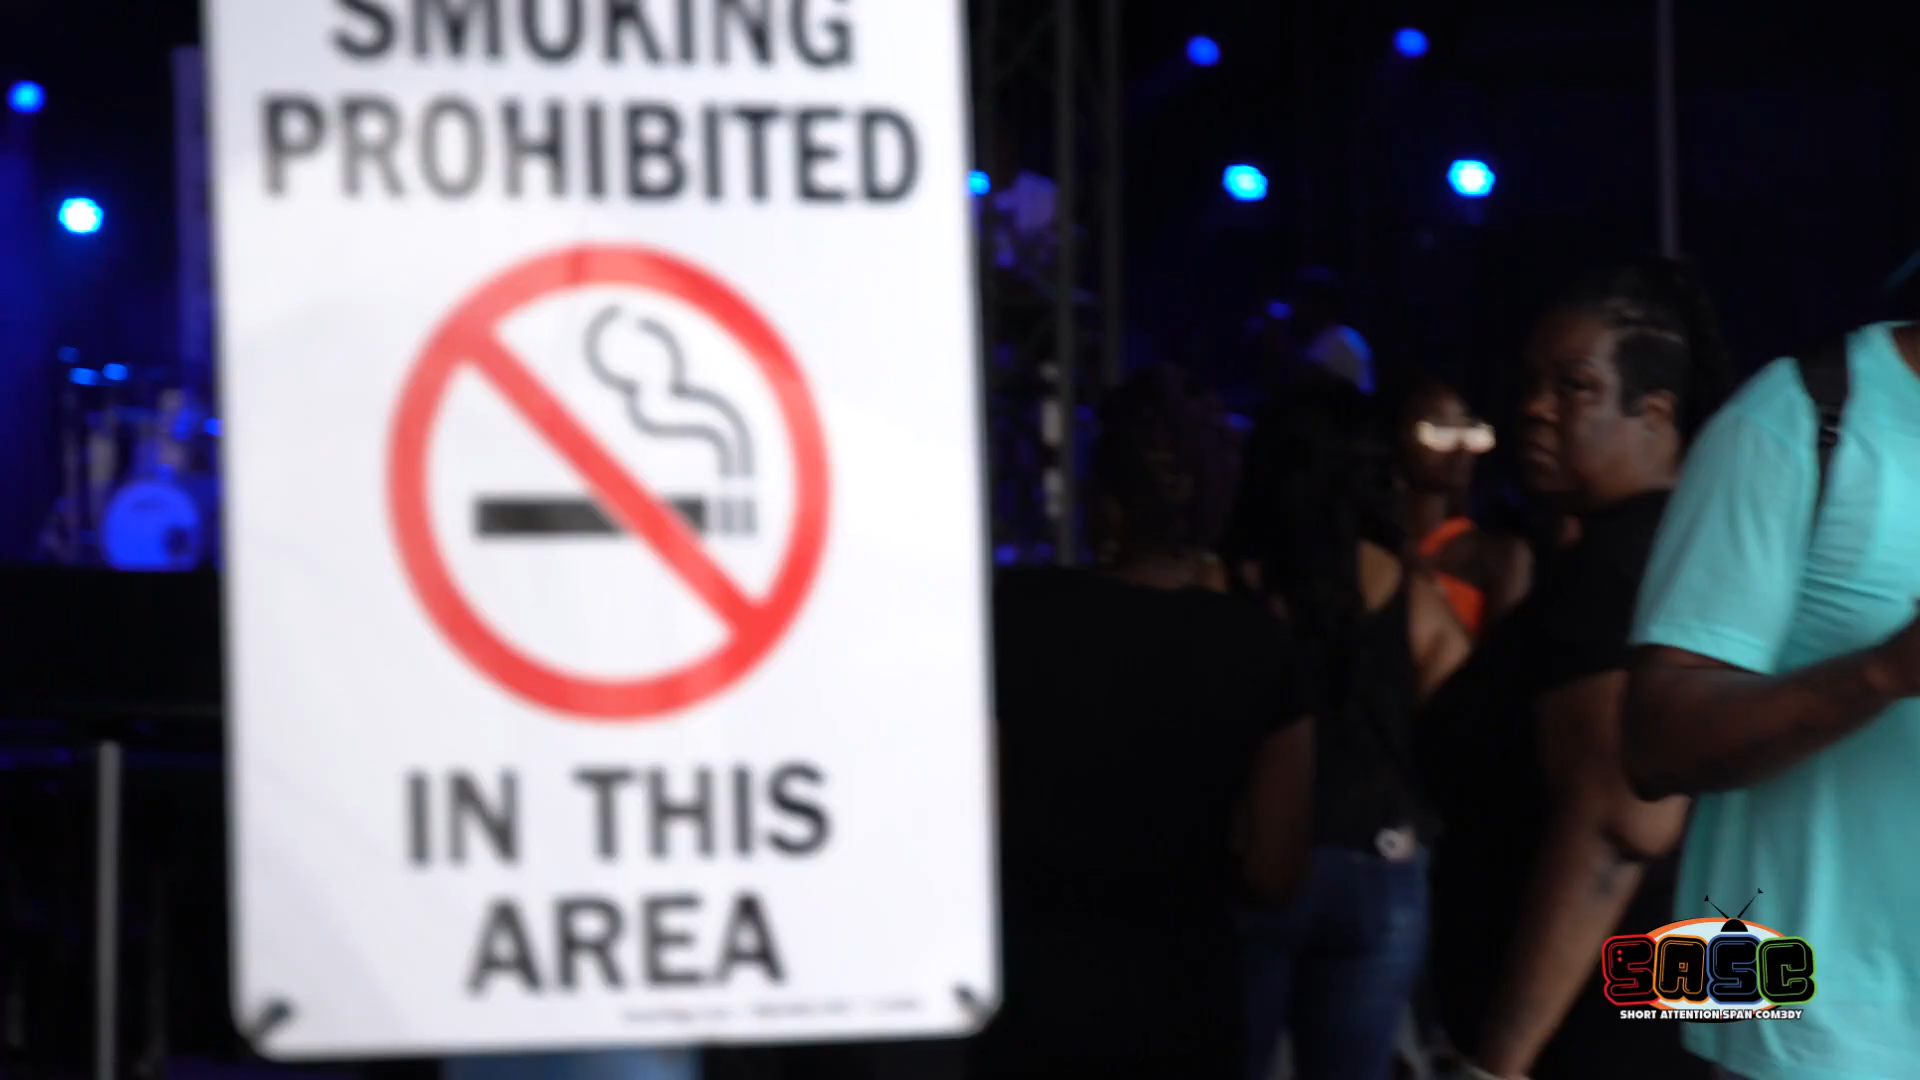 SMOKING
PROHIBITED
IN THIS
AREA
SASC
SHORT ATTENTION SPAN COM3DY